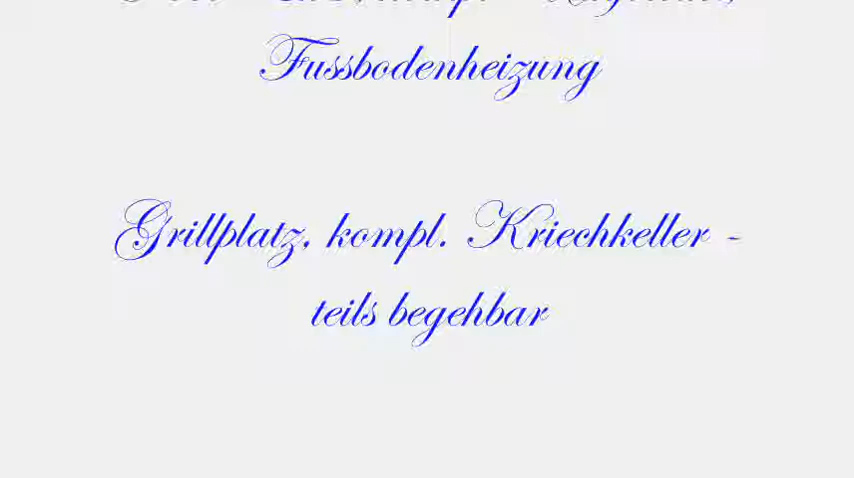 Fussbodenheizung
Grillplatz, kompl. Kriechkeller -
teils begehbar